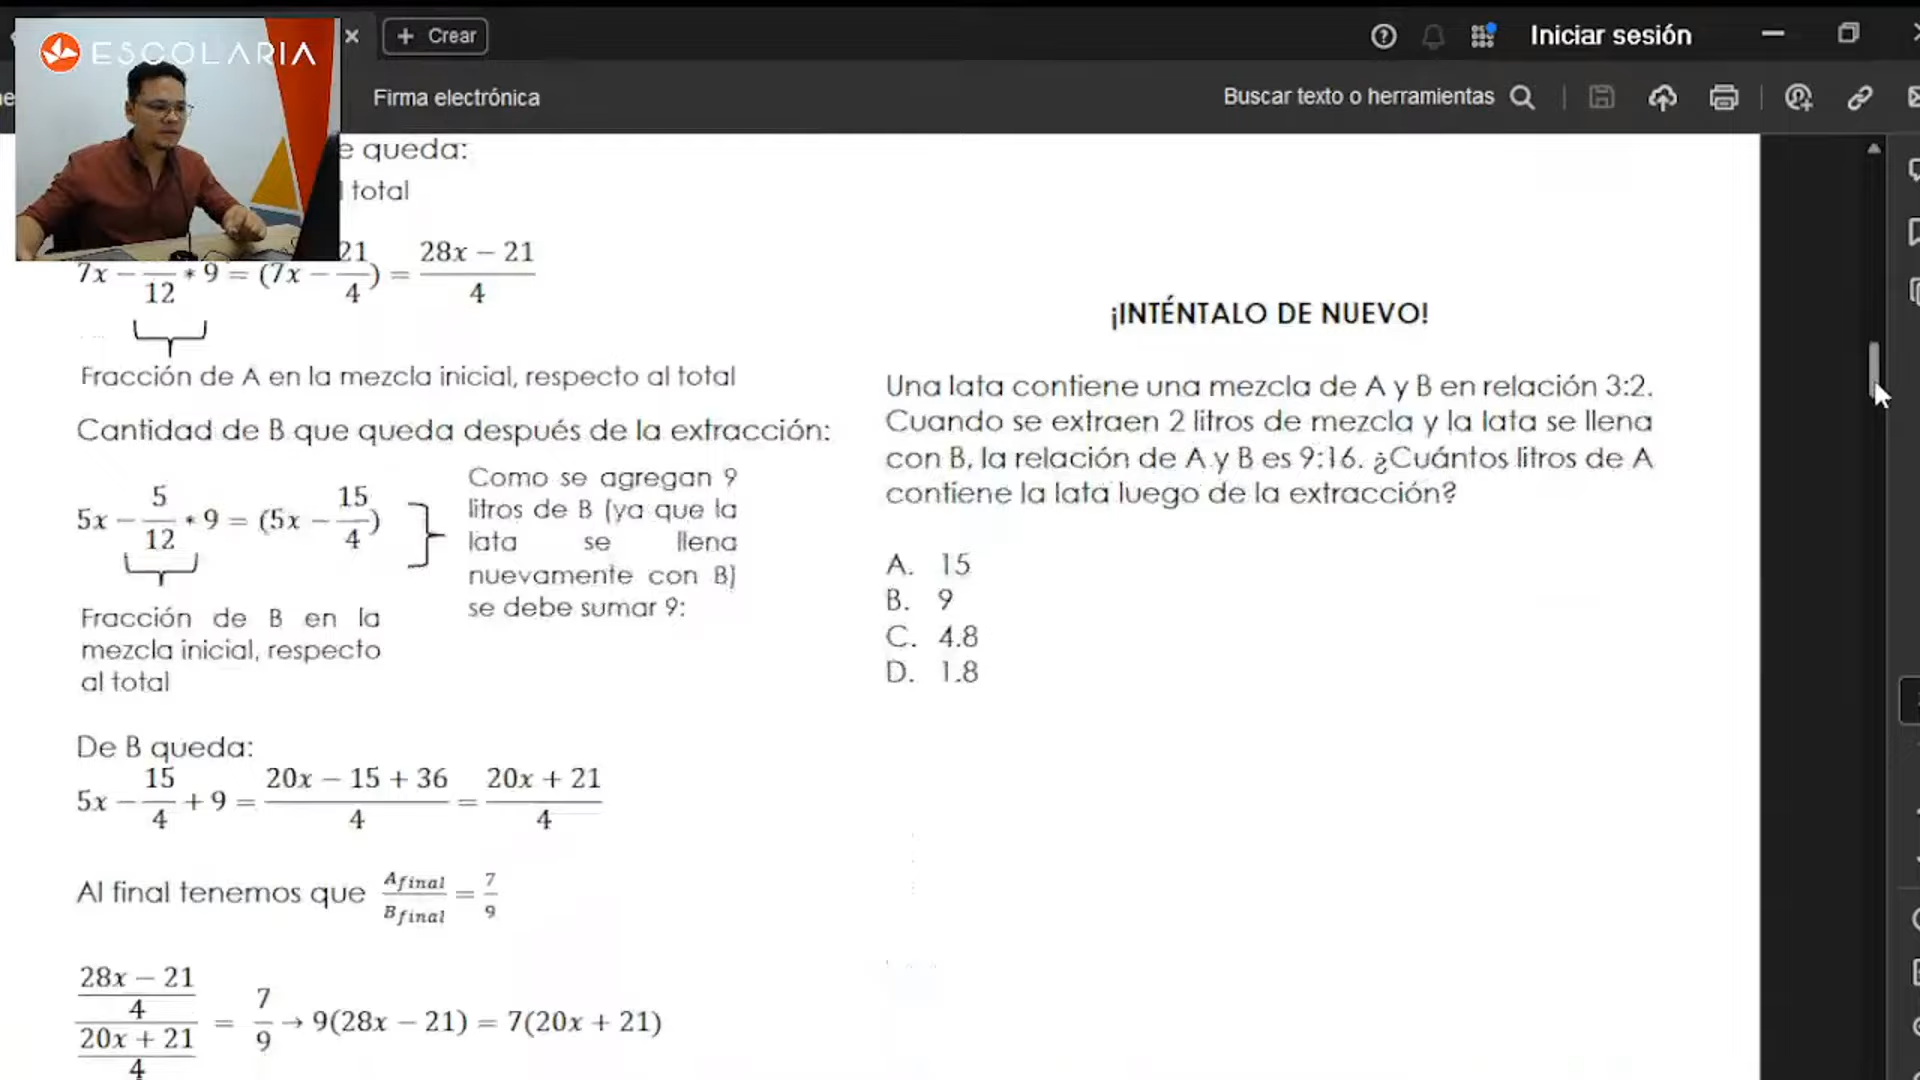 ESCOLARIA
Crear
Iniciar sesión
Firma electrónica
Buscar texto o herramientas
e queda:
total
7x − — 12 * 9 = (7x − 21/4) = (28x − 21)/4
Fracción de A en la mezcla inicial, respecto al total
Cantidad de B que queda después de la extracción:
5x − 5/12 * 9 = (5x − 15/4)
Como se agregan 9
litros de B (ya que la
lata se llena
nuevamente con B)
se debe sumar 9:
Fracción de B en la
mezcla inicial, respecto
al total
De B queda:
5x − 15/4 + 9 = (20x − 15 + 36)/4 = (20x + 21)/4
Al final tenemos que A final/B final = 7/9
((28x − 21)/4)/((20x + 21)/4) = 7/9 → 9(28x − 21) = 7(20x + 21)
¡INTÉNTALO DE NUEVO!
Una lata contiene una mezcla de A y B en relación 3:2.
Cuando se extraen 2 litros de mezcla y la lata se llena
con B, la relación de A y B es 9:16. ¿Cuántos litros de A
contiene la lata luego de la extracción?
A. 15
B. 9
C. 4.8
D. 1.8